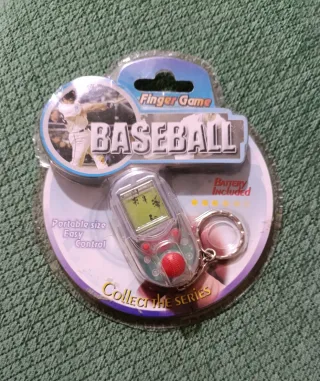 Finger Game
BASEBALL
Battery
Included
Portable size
Easy
Control
COLLECT THE SERIES